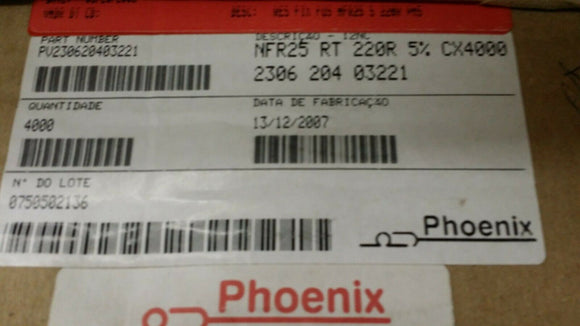 PART NUMBER
PV230620403221
DESCRIÇÃO - 12NC
NFR25 RT 220R 5% CX4000
2306 204 03221
QUANTIDADE
4000
DATA DE FABRICAÇÃO
13/12/2007
N° DO LOTE
0750502136
Phoenix
Phoenix